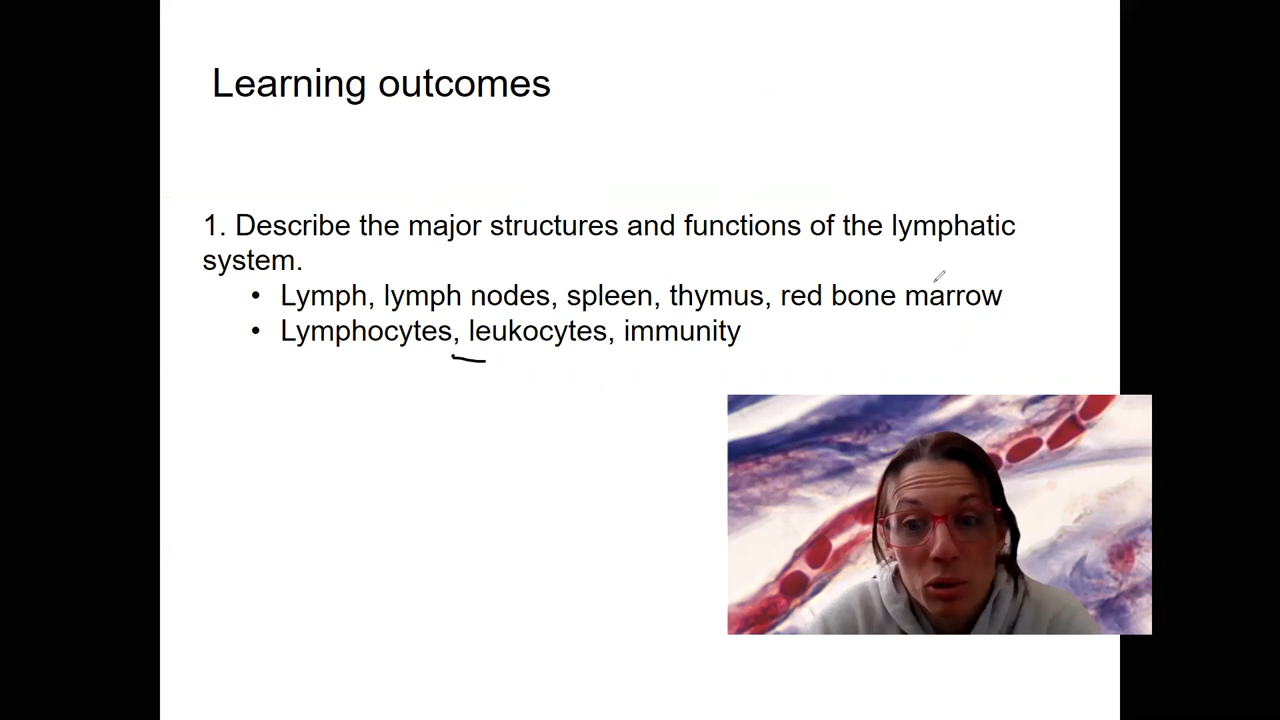 Learning outcomes
1. Describe the major structures and functions of the lymphatic
system.
• Lymph, lymph nodes, spleen, thymus, red bone marrow
• Lymphocytes, leukocytes, immunity